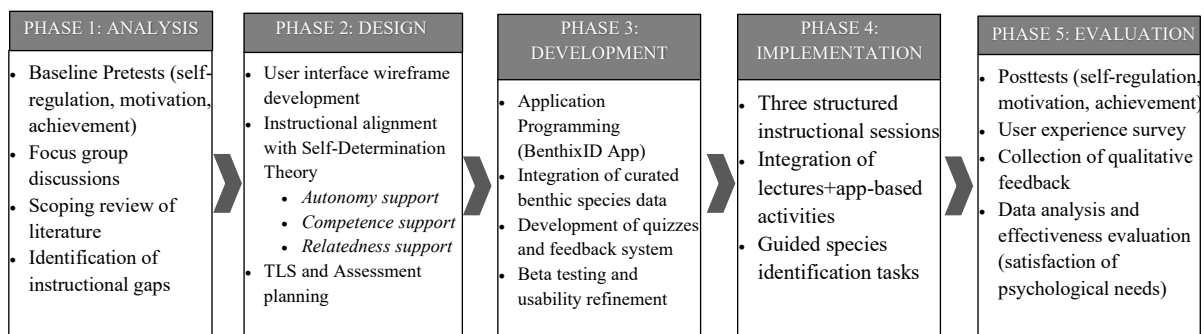 PHASE 1: ANALYSIS
• Baseline Pretests (self-
regulation, motivation,
achievement)
• Focus group
discussions
• Scoping review of
literature
• Identification of
instructional gaps
PHASE 2: DESIGN
• User interface wireframe
development
• Instructional alignment
with Self-Determination
Theory
• Autonomy support
• Competence support
• Relatedness support
• TLS and Assessment
planning
PHASE 3:
DEVELOPMENT
• Application
Programming
(BenthixID App)
• Integration of curated
benthic species data
• Development of quizzes
and feedback system
• Beta testing and
usability refinement
PHASE 4:
IMPLEMENTATION
• Three structured
instructional sessions
• Integration of
lectures+app-based
activities
• Guided species
identification tasks
PHASE 5: EVALUATION
• Posttests (self-regulation,
motivation, achievement)
• User experience survey
• Collection of qualitative
feedback
• Data analysis and
effectiveness evaluation
(satisfaction of
psychological needs)